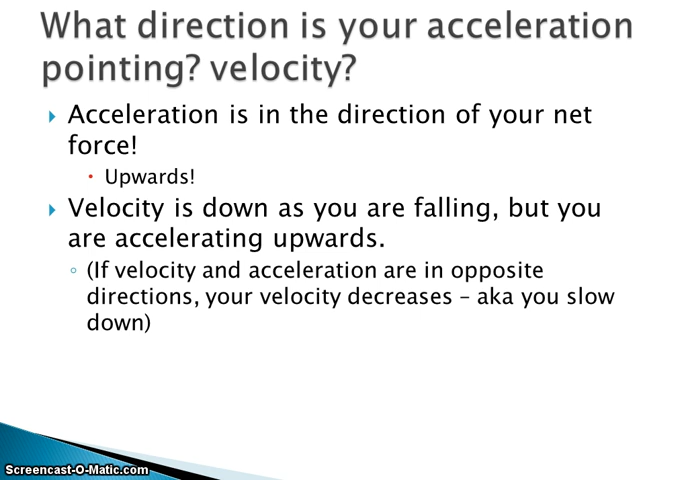 What direction is your acceleration
pointing? velocity?
Acceleration is in the direction of your net
force!
Upwards!
Velocity is down as you are falling, but you
are accelerating upwards.
(If velocity and acceleration are in opposite
directions, your velocity decreases – aka you slow
down)
Screencast-O-Matic.com